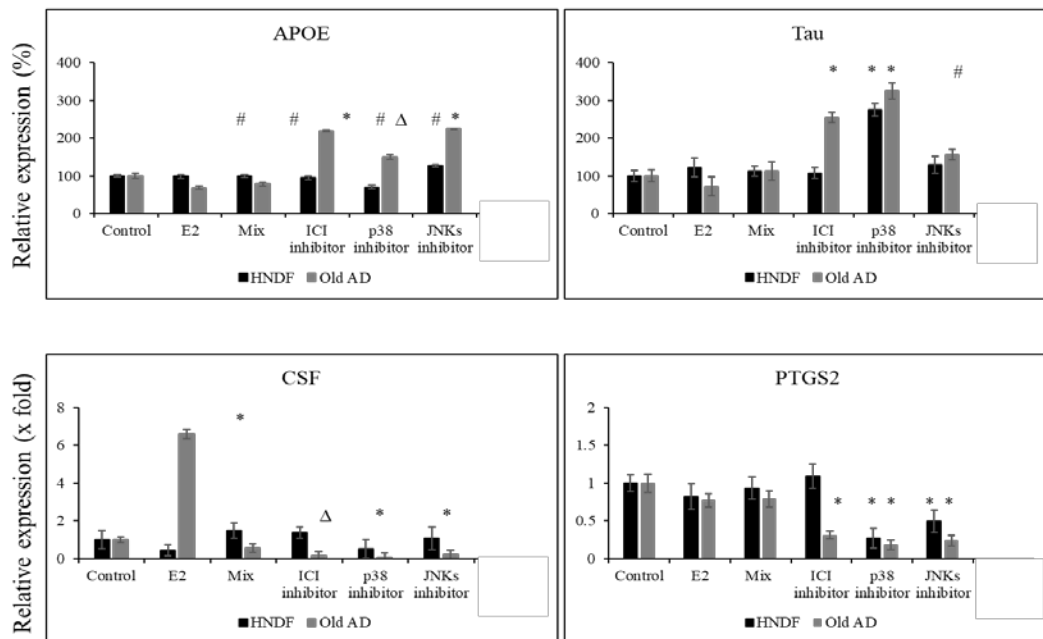 APOE
Relative expression (%)
400
300
200
100
0
# # * # Δ # *
Control E2 Mix ICI inhibitor p38 inhibitor JNKs inhibitor
HNDF Old AD
Tau
400
300
200
100
0
* * * #
Control E2 Mix ICI inhibitor p38 inhibitor JNKs inhibitor
HNDF Old AD
CSF
Relative expression (x fold)
8
6
4
2
0
* Δ * *
Control E2 Mix ICI inhibitor p38 inhibitor JNKs inhibitor
HNDF Old AD
PTGS2
2
1.5
1
0.5
0
* * * * *
Control E2 Mix ICI inhibitor p38 inhibitor JNKs inhibitor
HNDF Old AD